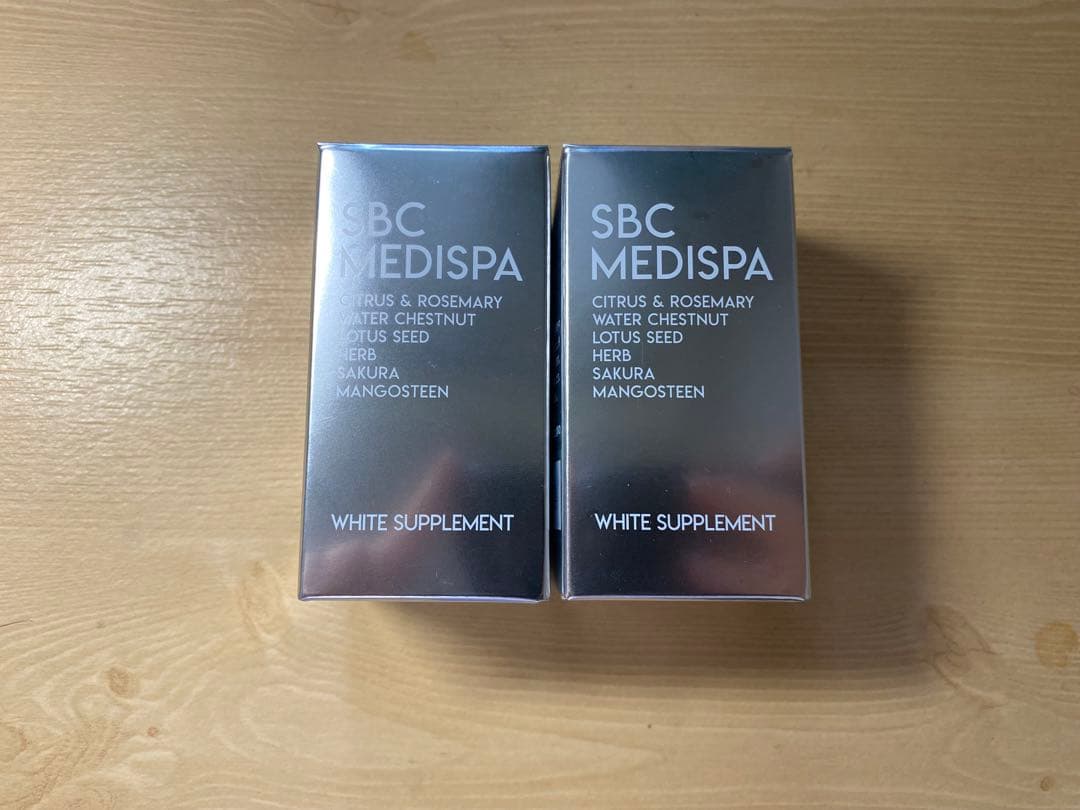 SBC
MEDISPA
CITRUS & ROSEMARY
WATER CHESTNUT
LOTUS SEED
HERB
SAKURA
MANGOSTEEN
WHITE SUPPLEMENT
SBC
MEDISPA
CITRUS & ROSEMARY
WATER CHESTNUT
LOTUS SEED
HERB
SAKURA
MANGOSTEEN
WHITE SUPPLEMENT